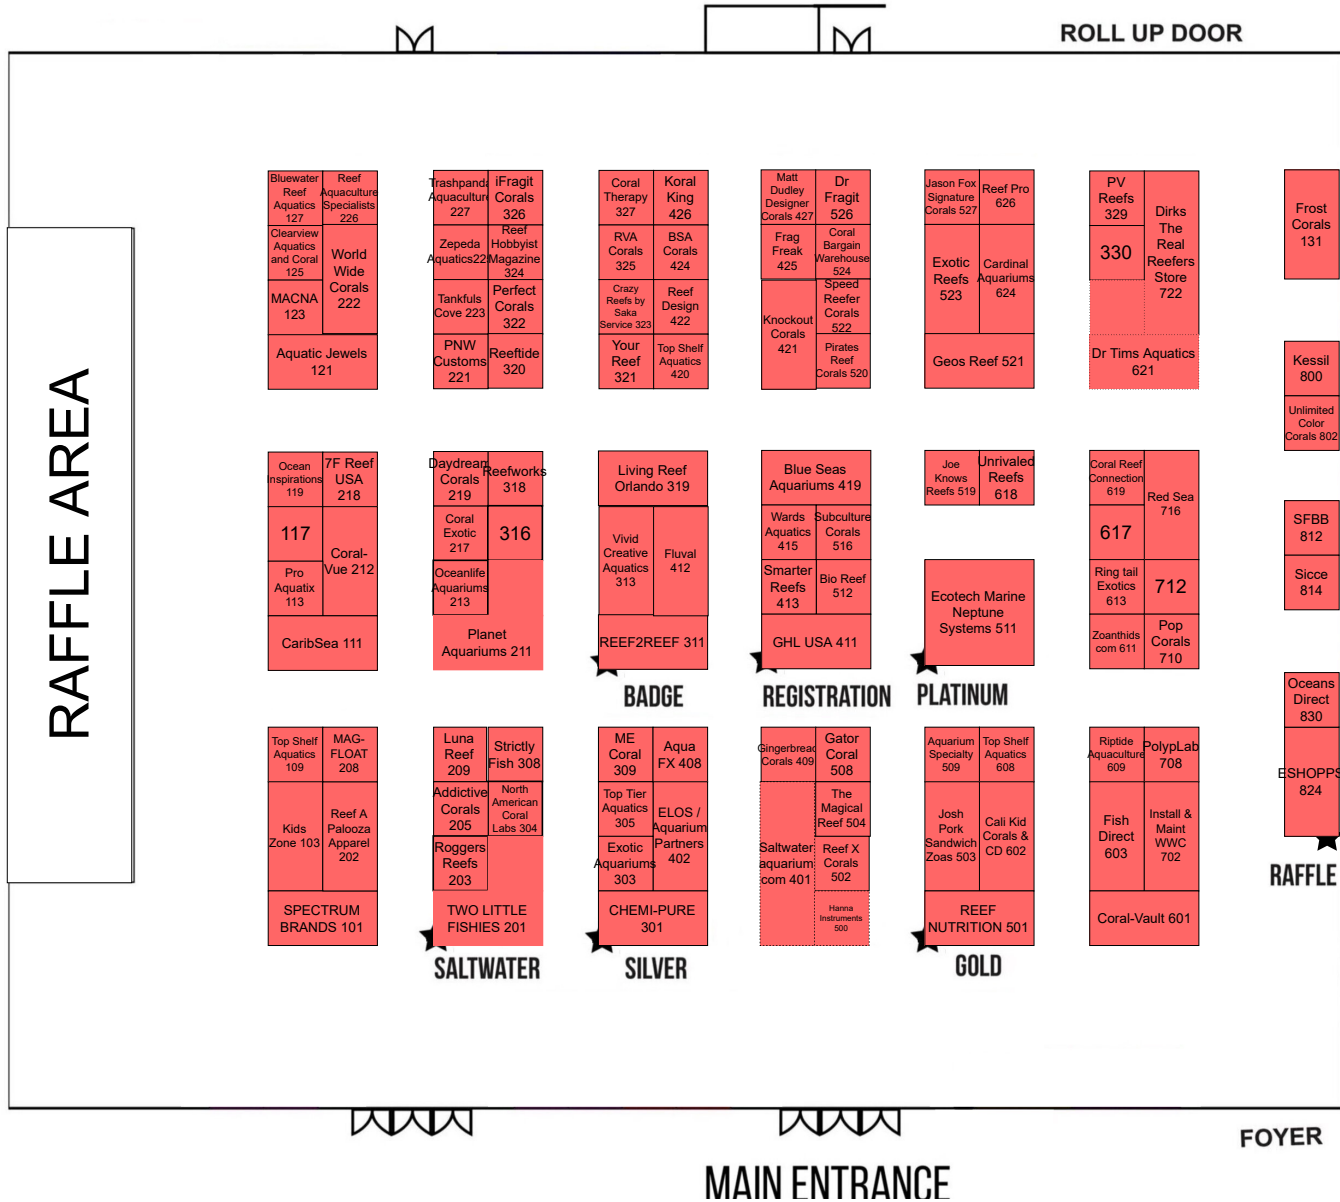 ROLL UP DOOR
RAFFLE AREA
Bluewater
Reef
Aquatics
127
Reef
Aquaculture
Specialists
226
Clearview
Aquatics
and Coral
125
World
Wide
Corals
222
MACNA
123
Aquatic Jewels
121
Trashpanda
Aquaculture
227
iFragit
Corals
326
Zepeda
Aquatics22
Reef
Hobbyist
Magazine
324
Tankfuls
Cove 223
Perfect
Corals
322
PNW
Customs
221
Reeftide
320
Coral
Therapy
327
Koral
King
426
RVA
Corals
325
BSA
Corals
424
Crazy
Reefs by
Saka
Service 323
Reef
Design
422
Your
Reef
321
Top Shelf
Aquatics
420
Matt
Dudley
Designer
Corals 427
Dr
Fragit
526
Frag
Freak
425
Coral
Bargain
Warehouse
524
Knockout
Corals
421
Speed
Reefer
Corals
522
Pirates
Reef
Corals 520
Jason Fox
Signature
Corals 527
Reef Pro
626
Exotic
Reefs
523
Cardinal
Aquariums
624
Geos Reef 521
PV
Reefs
329
330
Dirks
The
Real
Reefers
Store
722
Dr Tims Aquatics
621
Frost
Corals
131
Kessil
800
Unlimited
Color
Corals 802
Ocean
Inspirations
119
7F Reef
USA
218
117
Coral-
Vue 212
Pro
Aquatix
113
CaribSea 111
Daydream
Corals
219
Reefworks
318
Coral
Exotic
217
316
Oceanlife
Aquariums
213
Planet
Aquariums 211
Living Reef
Orlando 319
Vivid
Creative
Aquatics
313
Fluval
412
REEF2REEF 311
BADGE
Blue Seas
Aquariums 419
Wards
Aquatics
415
Subculture
Corals
516
Smarter
Reefs
413
Bio Reef
512
GHL USA 411
REGISTRATION
Joe
Knows
Reefs 519
Unrivaled
Reefs
618
Ecotech Marine
Neptune
Systems 511
PLATINUM
Coral Reef
Connection
619
Red Sea
716
617
Ring tail
Exotics
613
712
Zoanthids
com 611
Pop
Corals
710
SFBB
812
Sicce
814
Oceans
Direct
830
ESHOPPS
824
RAFFLE
Top Shelf
Aquatics
109
MAG-
FLOAT
208
Kids
Zone 103
Reef A
Palooza
Apparel
202
SPECTRUM
BRANDS 101
Luna
Reef
209
Strictly
Fish 308
Addictive
Corals
205
North
American
Coral
Labs 304
Roggers
Reefs
203
TWO LITTLE
FISHIES 201
SALTWATER
ME
Coral
309
Aqua
FX 408
Top Tier
Aquatics
305
ELOS /
Aquarium
Partners
402
Exotic
Aquariums
303
CHEMI-PURE
301
SILVER
Gingerbread
Corals 409
Gator
Coral
508
Saltwater
aquarium
com 401
The
Magical
Reef 504
Reef X
Corals
502
Hanna
Instruments
500
Aquarium
Specialty
509
Top Shelf
Aquatics
608
Josh
Pork
Sandwich
Zoas 503
Cali Kid
Corals &
CD 602
REEF
NUTRITION 501
GOLD
Riptide
Aquaculture
609
PolypLab
708
Fish
Direct
603
Install &
Maint
WWC
702
Coral-Vault 601
FOYER
MAIN ENTRANCE